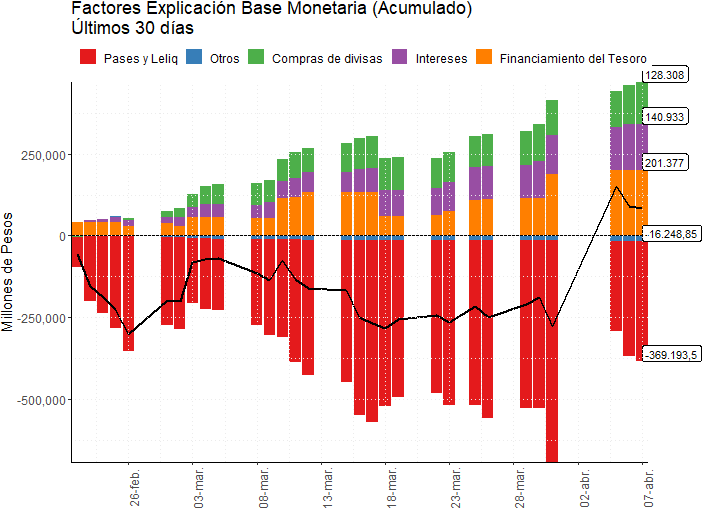 Factores Explicación Base Monetaria (Acumulado)
Últimos 30 días
Pases y Leliq Otros Compras de divisas Intereses Financiamiento del Tesoro
Millones de Pesos
250,000
0
-250,000
-500,000
128.308
140.933
201.377
-16.248,85
-369.193,5
26-feb.
03-mar.
08-mar.
13-mar.
18-mar.
23-mar.
28-mar.
02-abr.
07-abr.